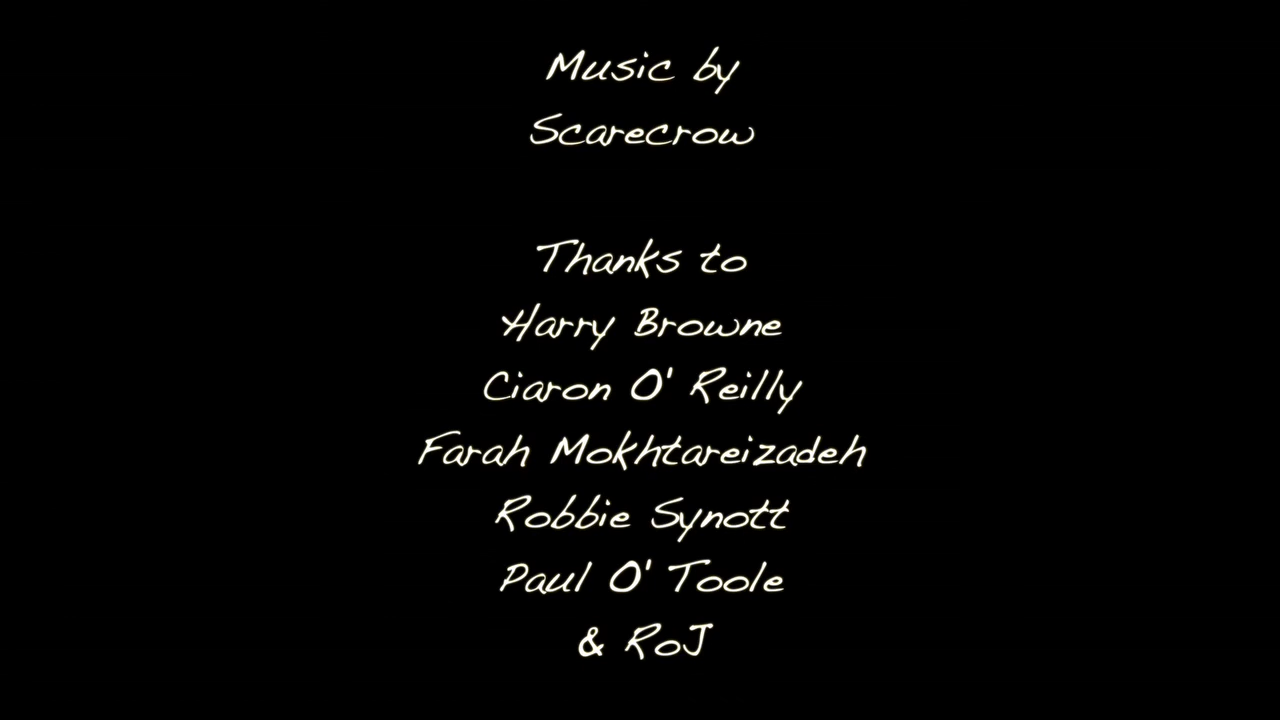 Music by
Scarecrow
Thanks to
Harry Browne
Ciaron O' Reilly
Farah Mokhtareizadeh
Robbie Synott
Paul O' Toole
& RoJ